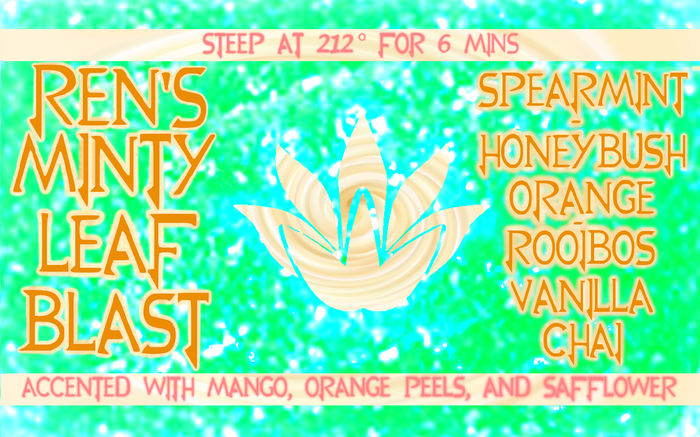 STEEP AT 212° FOR 6 MINS
REN'S
MINTY
LEAF
BLAST
SPEARMINT
-
HONEYBUSH
ORANGE
-
ROOIBOS
VANILLA
CHAI
ACCENTED WITH MANGO, ORANGE PEELS, AND SAFFLOWER